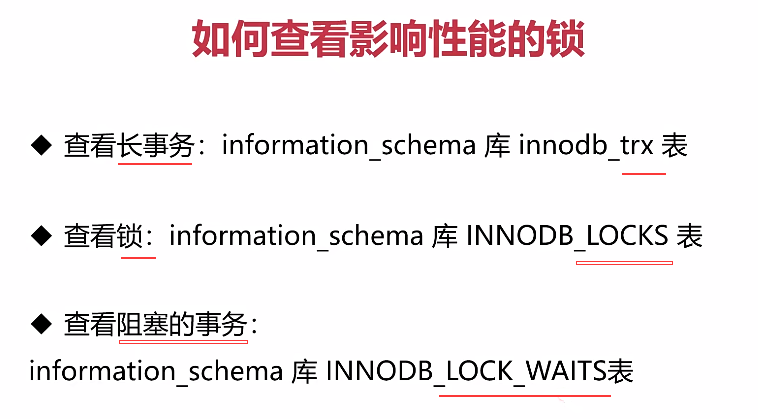 如何查看影响性能的锁
◆ 查看长事务：information_schema 库 innodb_trx 表
◆ 查看锁：information_schema 库 INNODB_LOCKS 表
◆ 查看阻塞的事务：
information_schema 库 INNODB_LOCK_WAITS表